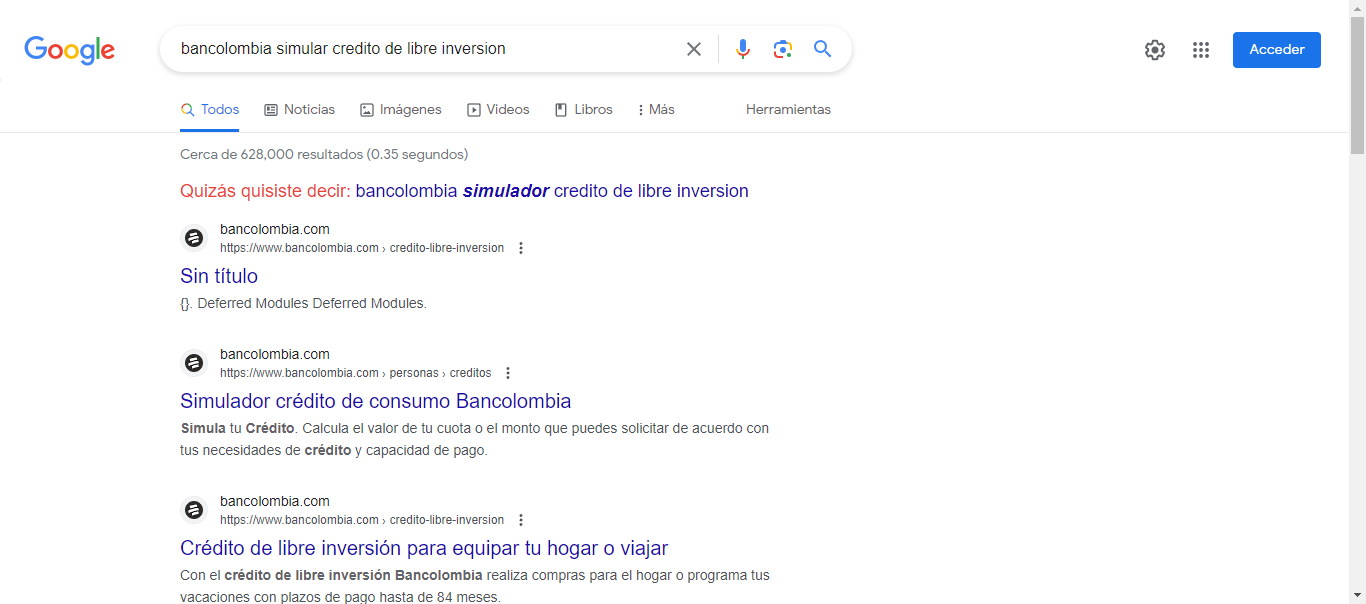 Google
bancolombia simular credito de libre inversion
Acceder
Todos
Noticias
Imágenes
Videos
Libros
Más
Herramientas
Cerca de 628,000 resultados (0.35 segundos)
Quizás quisiste decir: bancolombia simulador credito de libre inversion
bancolombia.com
https://www.bancolombia.com › credito-libre-inversion
Sin título
{}. Deferred Modules Deferred Modules.
bancolombia.com
https://www.bancolombia.com › personas › creditos
Simulador crédito de consumo Bancolombia
Simula tu Crédito. Calcula el valor de tu cuota o el monto que puedes solicitar de acuerdo con
tus necesidades de crédito y capacidad de pago.
bancolombia.com
https://www.bancolombia.com › credito-libre-inversion
Crédito de libre inversión para equipar tu hogar o viajar
Con el crédito de libre inversión Bancolombia realiza compras para el hogar o programa tus
vacaciones con plazos de pago hasta de 84 meses.